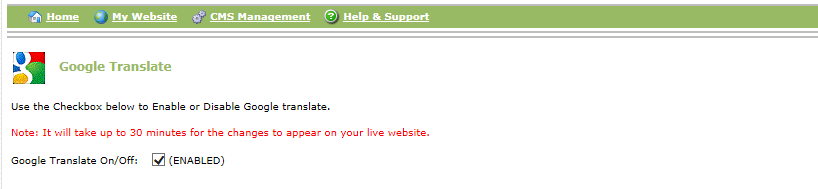 Home My Website CMS Management Help & Support
Google Translate
Use the Checkbox below to Enable or Disable Google translate.
Note: It will take up to 30 minutes for the changes to appear on your live website.
Google Translate On/Off: (ENABLED)